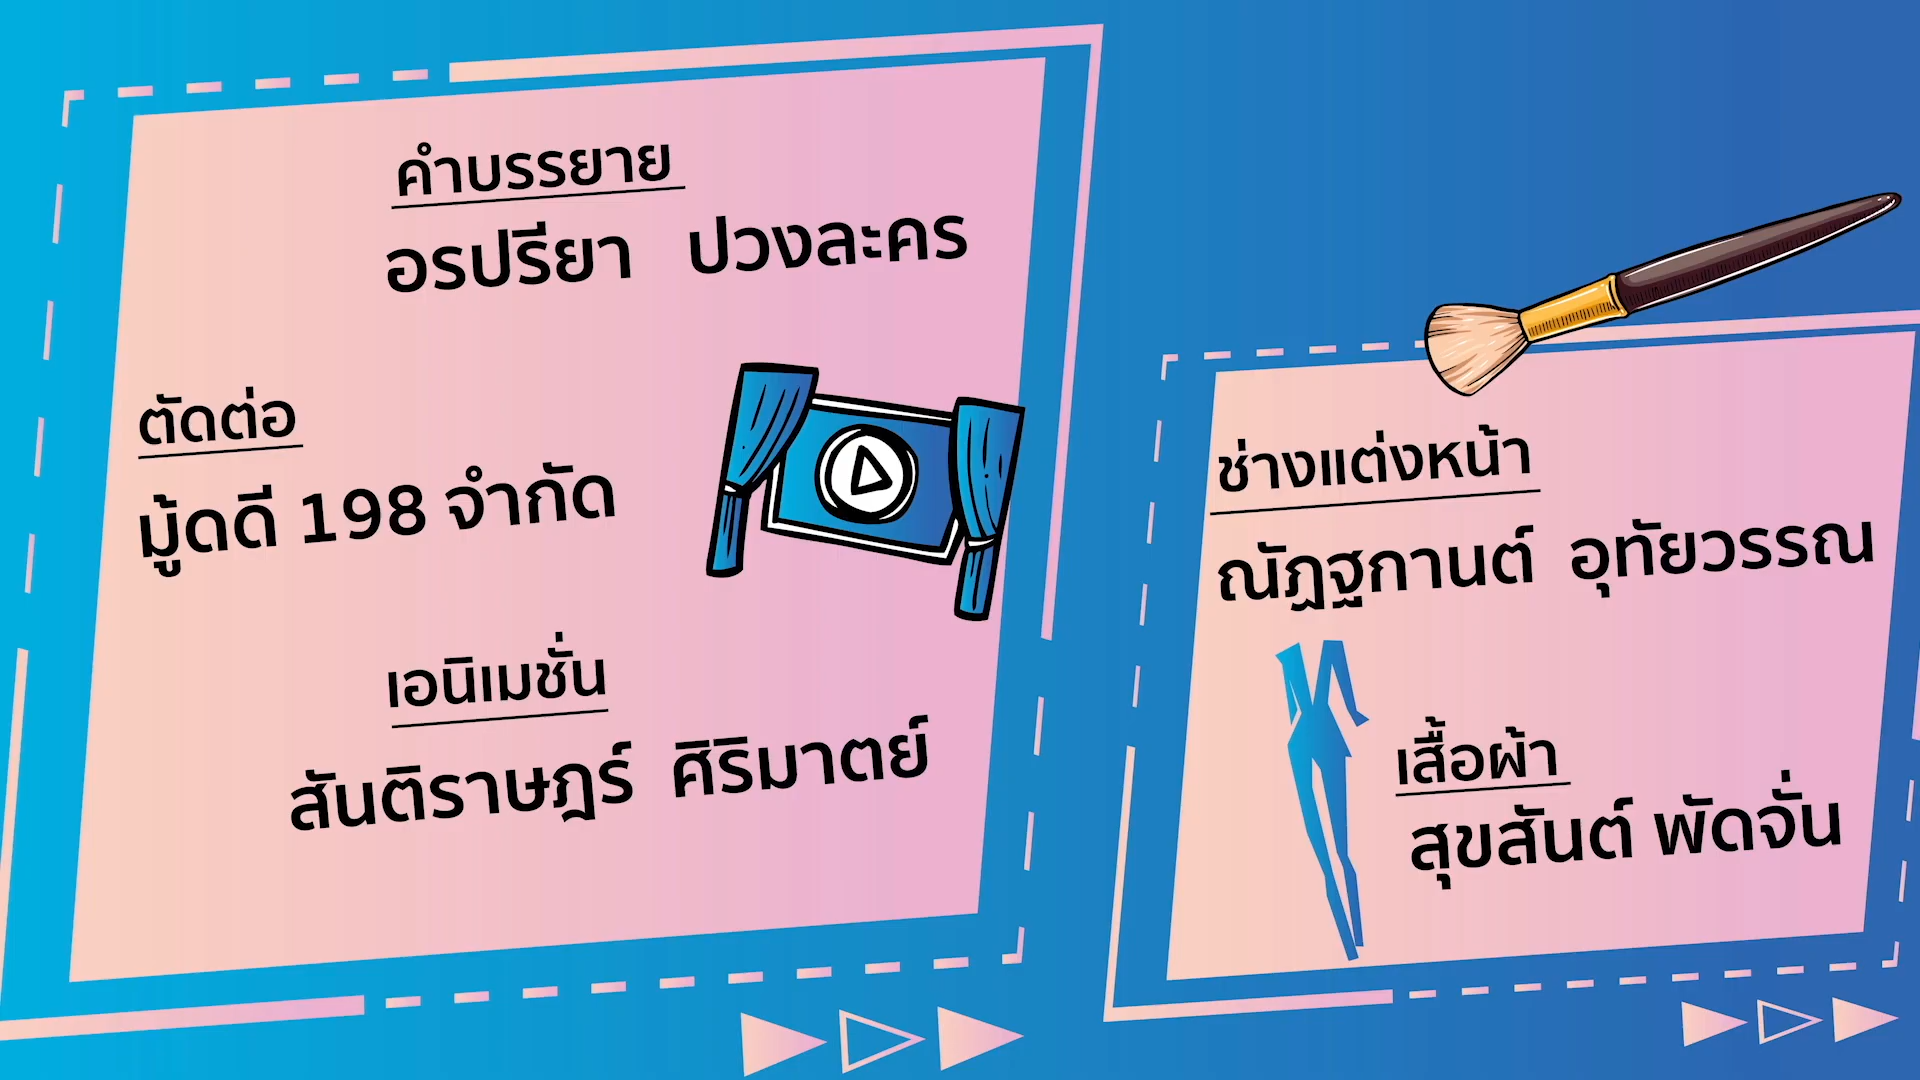 คำบรรยาย
อรปรียา ปวงละคร
ตัดต่อ
มู้ดดี 198 จำกัด
เอนิเมชั่น
สันติราษฎร์ ศิริมาตย์
ช่างแต่งหน้า
ณัฏฐกานต์ อุทัยวรรณ
เสื้อผ้า
สุขสันต์ พัดจั่น